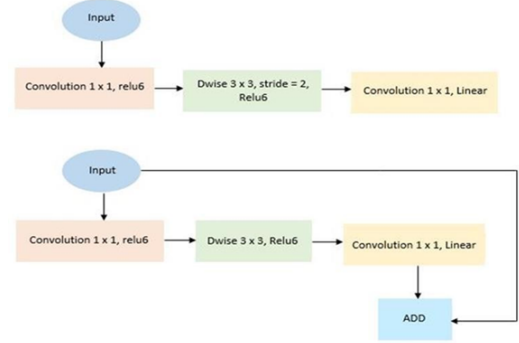 Input
Convolution 1 x 1, relu6
Dwise 3 x 3, stride = 2,
Relu6
Convolution 1 x 1, Linear
Input
Convolution 1 x 1, relu6
Dwise 3 x 3, Relu6
Convolution 1 x 1, Linear
ADD